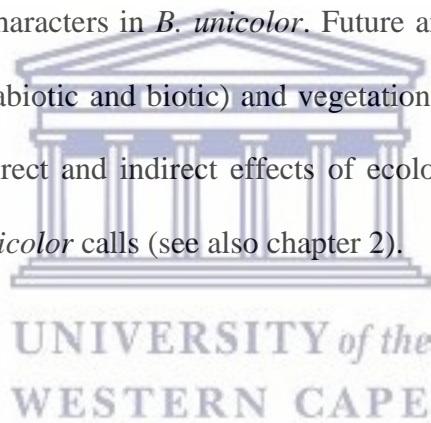 haracters in B. unicolor. Future a
abiotic and biotic) and vegetation
rect and indirect effects of ecolo
icolor calls (see also chapter 2).
UNIVERSITY of the
WESTERN CAPE